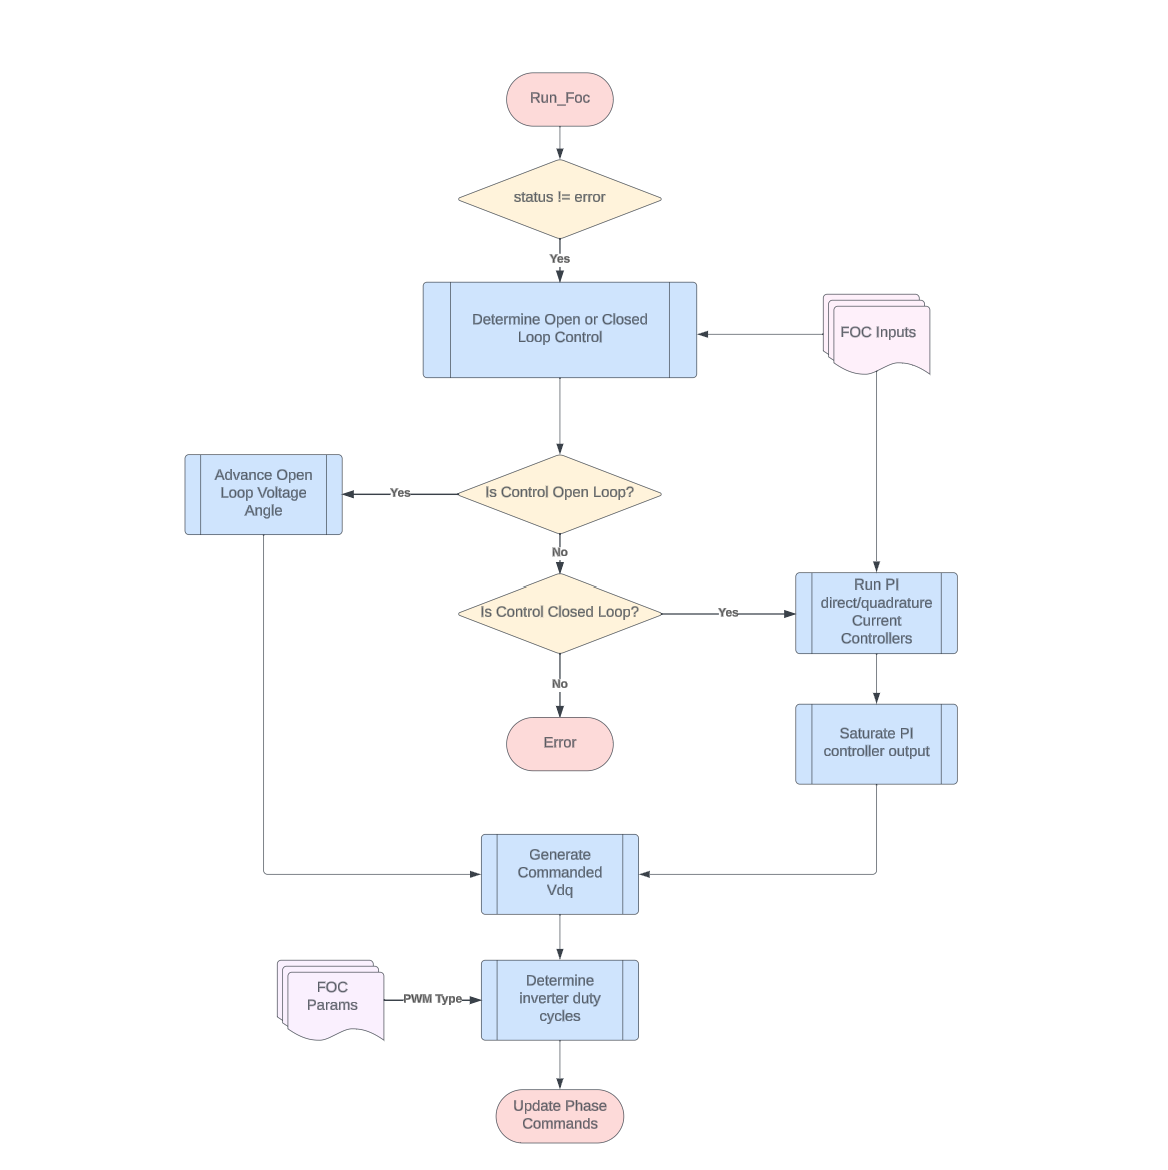 Run_Foc
status != error
Yes
Determine Open or Closed
Loop Control
FOC Inputs
Advance Open
Loop Voltage
Angle
Yes
Is Control Open Loop?
No
Is Control Closed Loop?
Yes
Run PI
direct/quadrature
Current
Controllers
No
Error
Saturate PI
controller output
Generate
Commanded
Vdq
FOC
Params
PWM Type
Determine
inverter duty
cycles
Update Phase
Commands